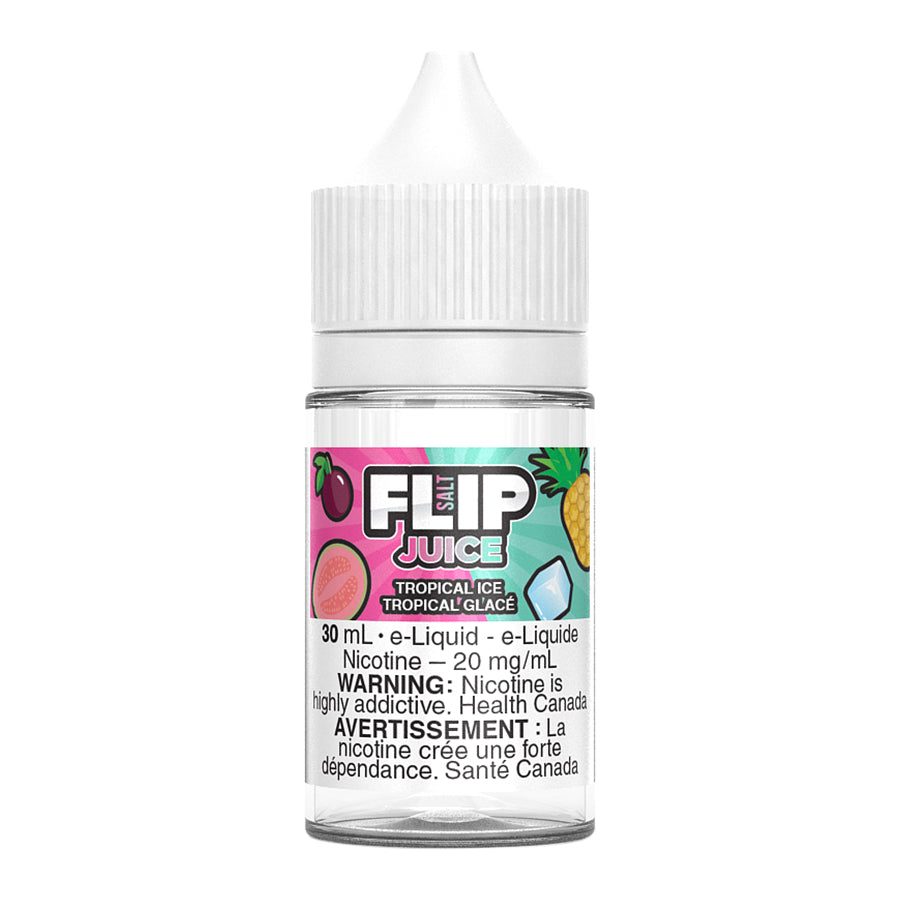 FLIP
SALT
JUICE
TROPICAL ICE
TROPICAL GLACÉ
30 mL • e-Liquid - e-Liquide
Nicotine — 20 mg/mL
WARNING: Nicotine is
highly addictive. Health Canada
AVERTISSEMENT : La
nicotine crée une forte
dépendance. Santé Canada